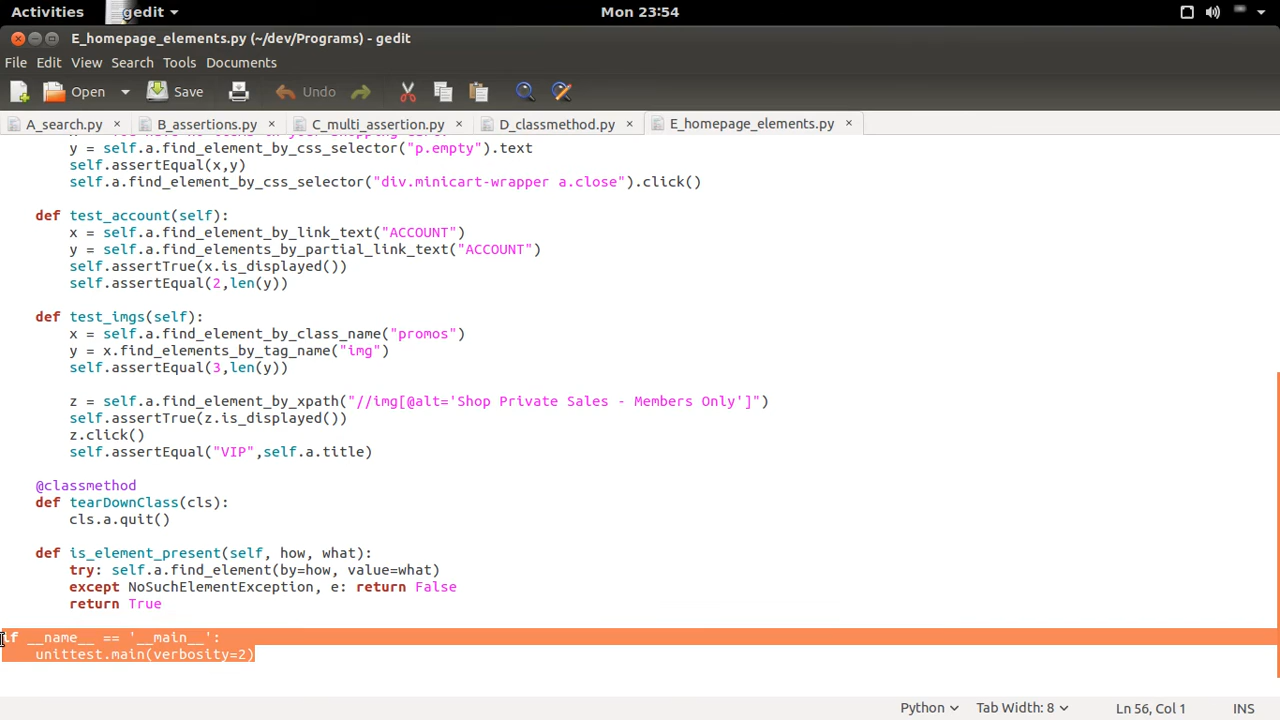 Activities gedit Mon 23:54
E_homepage_elements.py (~/dev/Programs) - gedit
File Edit View Search Tools Documents
Open Save Undo
A_search.py × B_assertions.py × C_multi_assertion.py × D_classmethod.py × E_homepage_elements.py ×
y = self.a.find_element_by_css_selector("p.empty").text
self.assertEqual(x,y)
self.a.find_element_by_css_selector("div.minicart-wrapper a.close").click()
def test_account(self):
x = self.a.find_element_by_link_text("ACCOUNT")
y = self.a.find_elements_by_partial_link_text("ACCOUNT")
self.assertTrue(x.is_displayed())
self.assertEqual(2,len(y))
def test_imgs(self):
x = self.a.find_element_by_class_name("promos")
y = x.find_elements_by_tag_name("img")
self.assertEqual(3,len(y))
z = self.a.find_element_by_xpath("//img[@alt='Shop Private Sales - Members Only']")
self.assertTrue(z.is_displayed())
z.click()
self.assertEqual("VIP",self.a.title)
@classmethod
def tearDownClass(cls):
cls.a.quit()
def is_element_present(self, how, what):
try: self.a.find_element(by=how, value=what)
except NoSuchElementException, e: return False
return True
if __name__ == '__main__':
unittest.main(verbosity=2)
Python Tab Width: 8 Ln 56, Col 1 INS